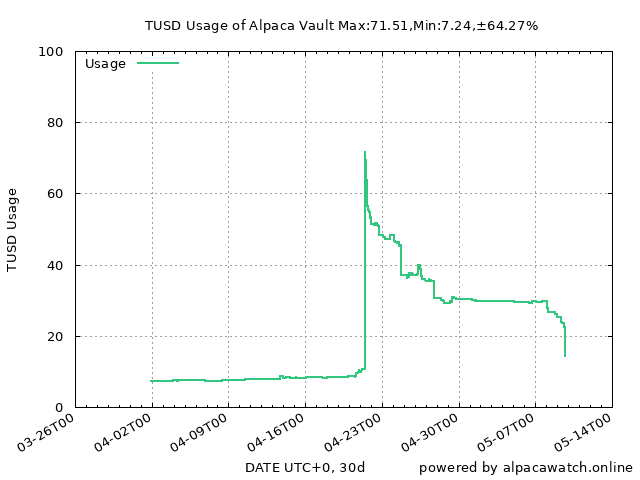 TUSD Usage of Alpaca Vault Max:71.51,Min:7.24,±64.27%
Usage
TUSD Usage
100
80
60
40
20
0
03-26T00
04-02T00
04-09T00
04-16T00
04-23T00
04-30T00
05-07T00
05-14T00
DATE UTC+0, 30d
powered by alpacawatch.online